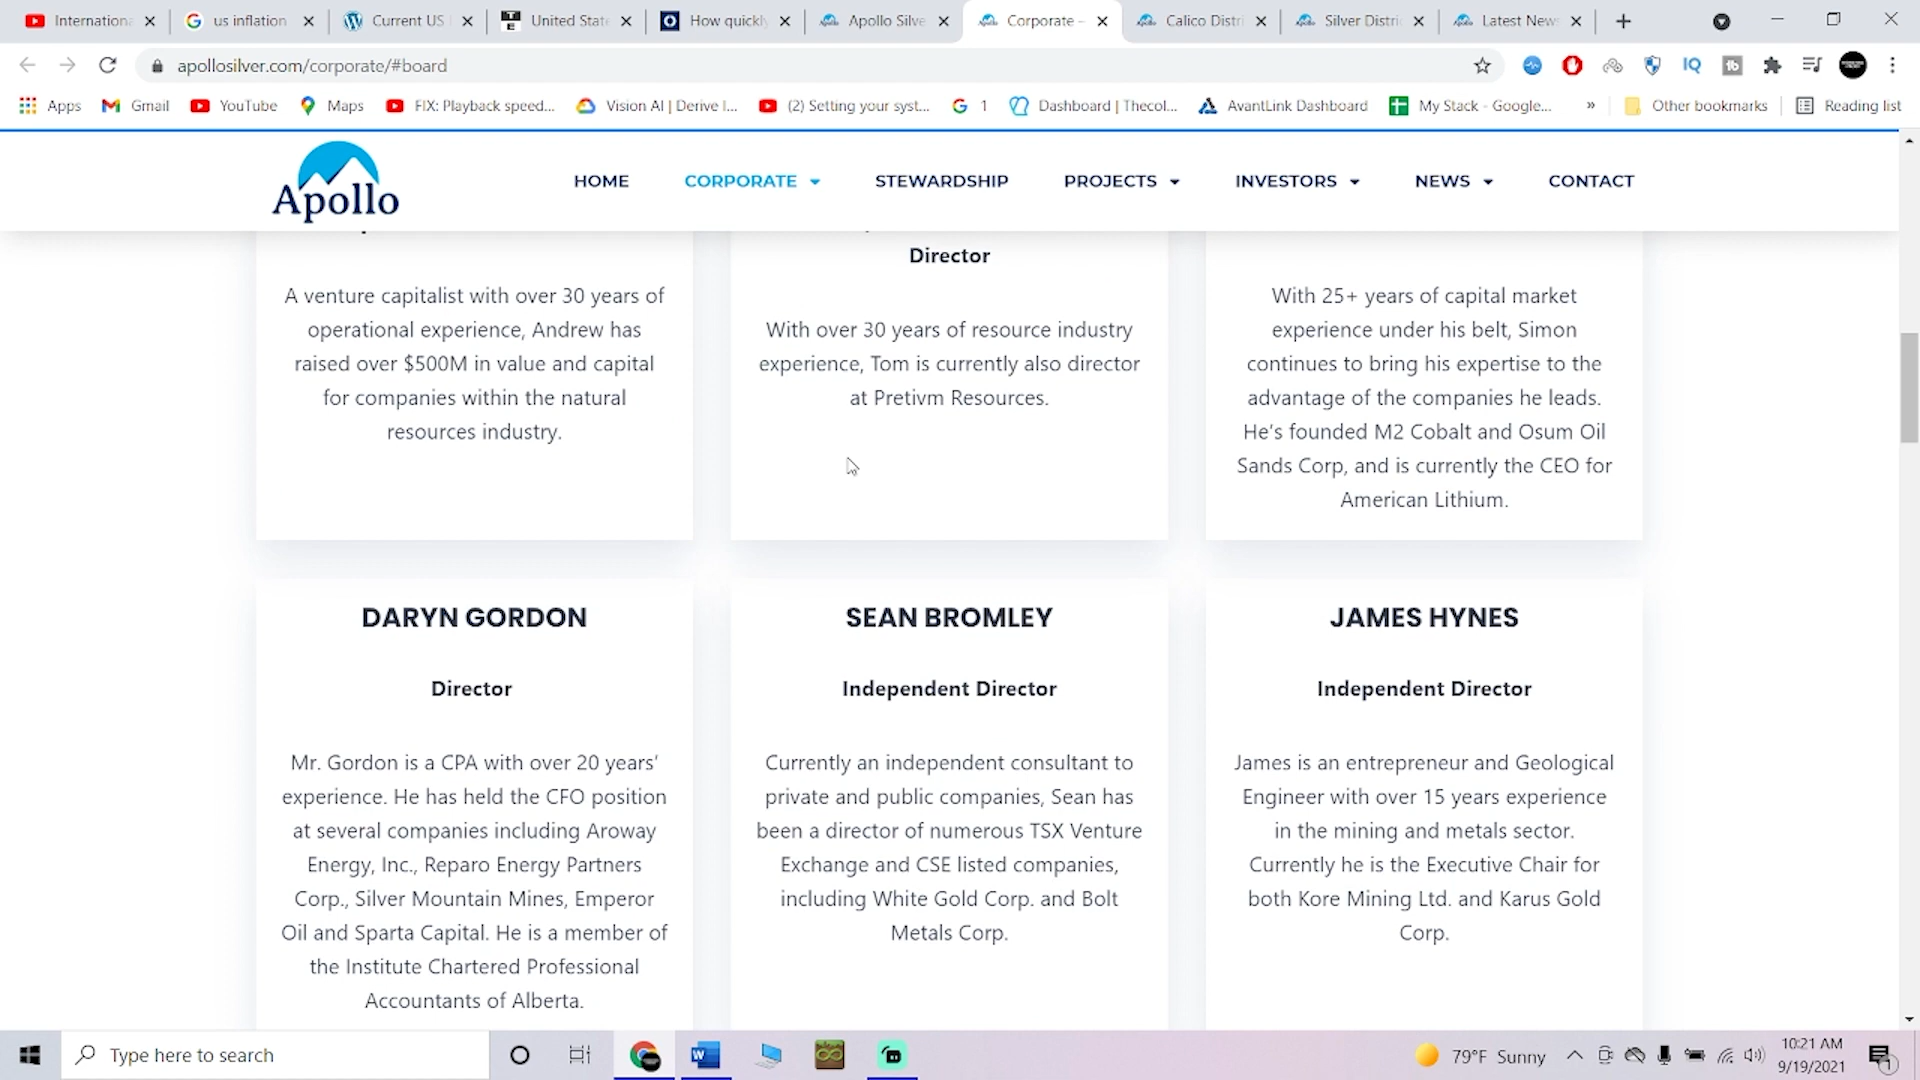 Internationa
us inflation
Current US
United State
How quickly
Apollo Silve
Corporate –
Calico Distri
Silver Distri
Latest New
apollosilver.com/corporate/#board
Apps
Gmail
YouTube
Maps
FIX: Playback speed...
Vision AI | Derive I...
(2) Setting your syst...
1
Dashboard | Thecol...
AvantLink Dashboard
My Stack - Google...
»
Other bookmarks
Reading list
Apollo
HOME
CORPORATE
STEWARDSHIP
PROJECTS
INVESTORS
NEWS
CONTACT
A venture capitalist with over 30 years of
operational experience, Andrew has
raised over $500M in value and capital
for companies within the natural
resources industry.
Director
With over 30 years of resource industry
experience, Tom is currently also director
at Pretivm Resources.
With 25+ years of capital market
experience under his belt, Simon
continues to bring his expertise to the
advantage of the companies he leads.
He's founded M2 Cobalt and Osum Oil
Sands Corp, and is currently the CEO for
American Lithium.
DARYN GORDON
Director
Mr. Gordon is a CPA with over 20 years'
experience. He has held the CFO position
at several companies including Aroway
Energy, Inc., Reparo Energy Partners
Corp., Silver Mountain Mines, Emperor
Oil and Sparta Capital. He is a member of
the Institute Chartered Professional
Accountants of Alberta.
SEAN BROMLEY
Independent Director
Currently an independent consultant to
private and public companies, Sean has
been a director of numerous TSX Venture
Exchange and CSE listed companies,
including White Gold Corp. and Bolt
Metals Corp.
JAMES HYNES
Independent Director
James is an entrepreneur and Geological
Engineer with over 15 years experience
in the mining and metals sector.
Currently he is the Executive Chair for
both Kore Mining Ltd. and Karus Gold
Corp.
Type here to search
79°F Sunny
10:21 AM
9/19/2021